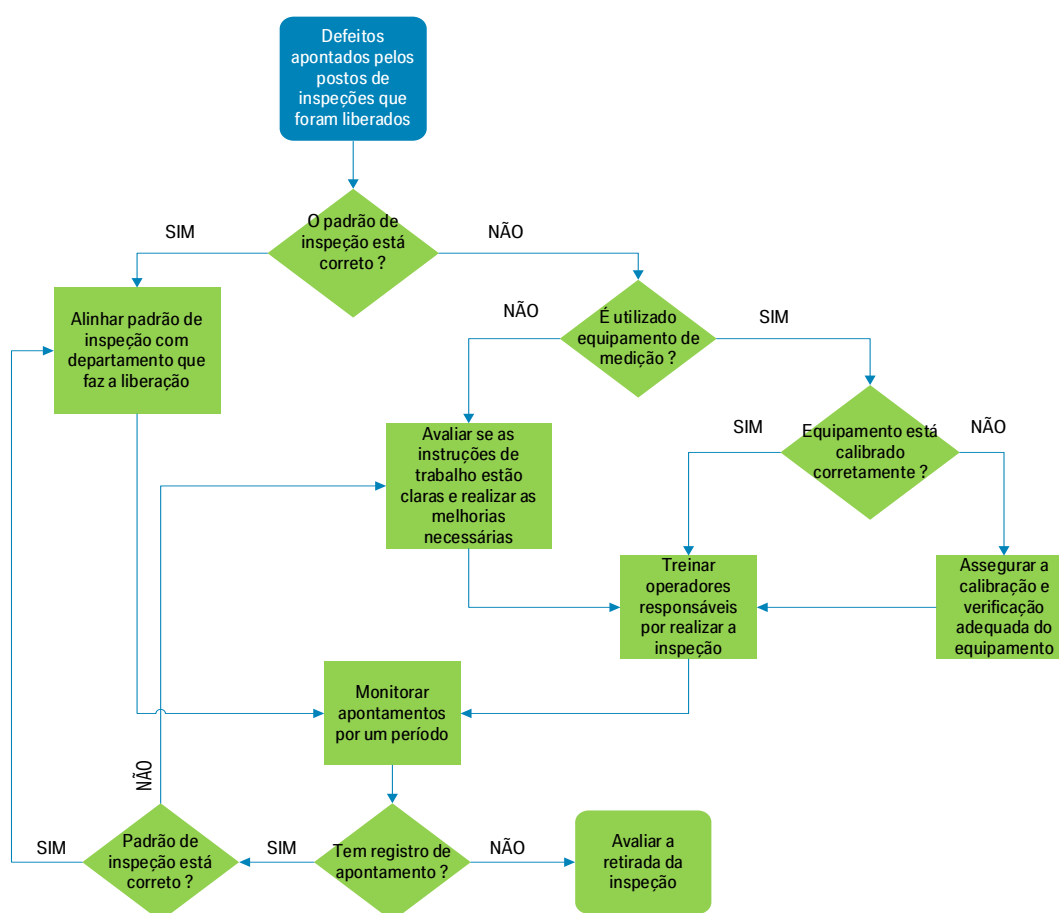 Defeitos
apontados pelos
postos de
inspeções que
foram liberados
O padrão de
inspeção está
correto ?
SIM
NÃO
Alinhar padrão de
inspeção com
departamento que
faz a liberação
É utilizado
equipamento de
medição ?
NÃO
SIM
Avaliar se as
instruções de
trabalho estão
claras e realizar as
melhorias
necessárias
Equipamento está
calibrado
corretamente ?
SIM
NÃO
Treinar
operadores
responsáveis
por realizar a
inspeção
Assegurar a
calibração e
verificação
adequada do
equipamento
Monitorar
apontamentos
por um período
NÃO
SIM
Padrão de
inspeção está
correto ?
SIM
Tem registro de
apontamento ?
NÃO
Avaliar a
retirada da
inspeção